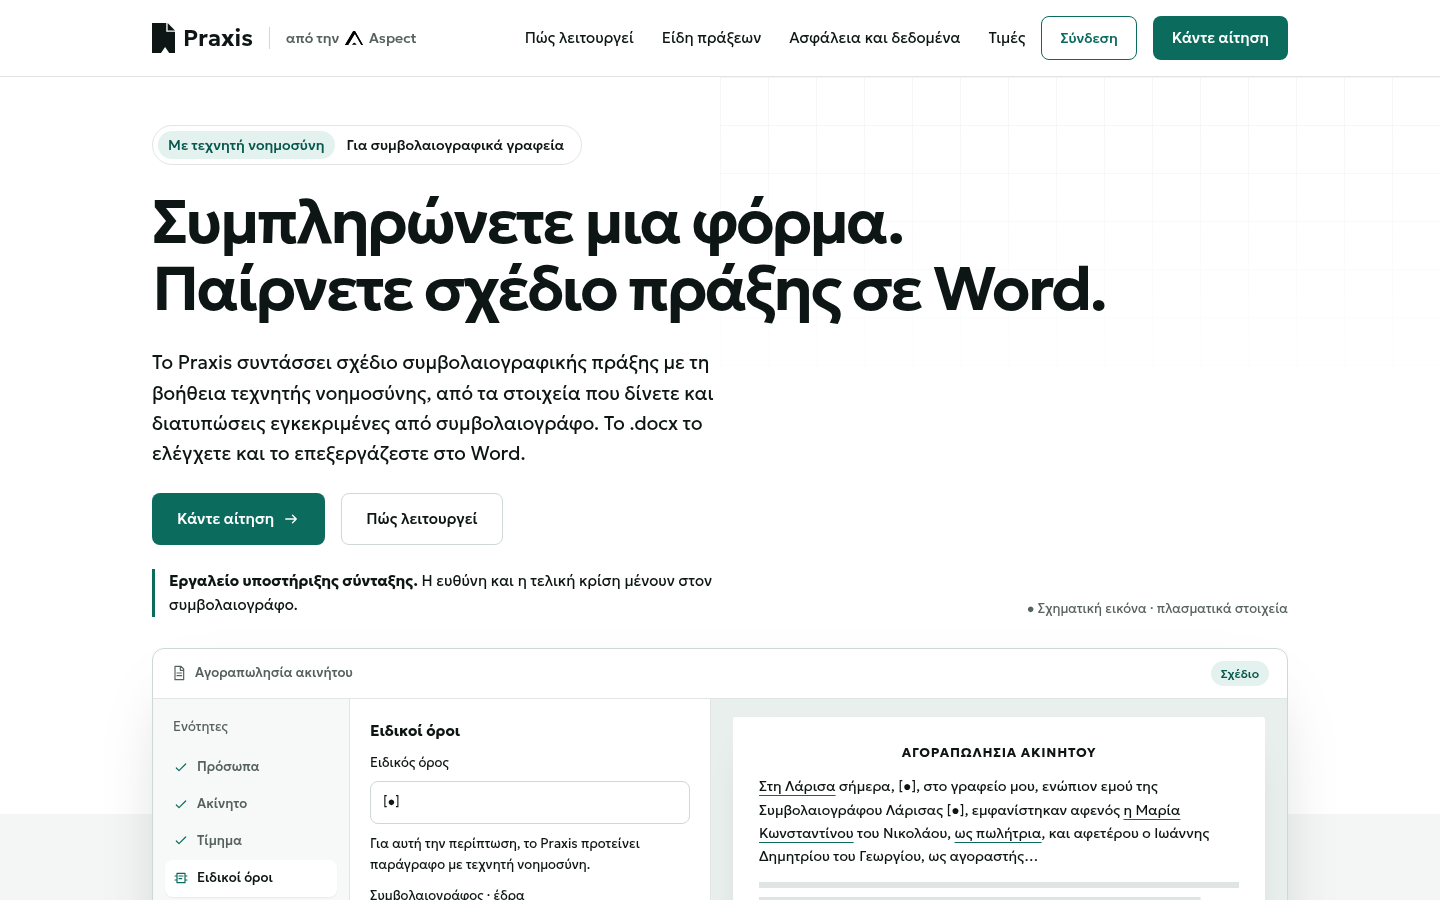 Praxis
από την Aspect
Πώς λειτουργεί
Είδη πράξεων
Ασφάλεια και δεδομένα
Τιμές
Σύνδεση
Κάντε αίτηση
Με τεχνητή νοημοσύνη
Για συμβολαιογραφικά γραφεία
Συμπληρώνετε μια φόρμα.
Παίρνετε σχέδιο πράξης σε Word.
Το Praxis συντάσσει σχέδιο συμβολαιογραφικής πράξης με τη
βοήθεια τεχνητής νοημοσύνης, από τα στοιχεία που δίνετε και
διατυπώσεις εγκεκριμένες από συμβολαιογράφο. Το .docx το
ελέγχετε και το επεξεργάζεστε στο Word.
Κάντε αίτηση →
Πώς λειτουργεί
Εργαλείο υποστήριξης σύνταξης. Η ευθύνη και η τελική κρίση μένουν στον
συμβολαιογράφο.
● Σχηματική εικόνα · πλασματικά στοιχεία
Αγοραπωλησία ακινήτου
Σχέδιο
Ενότητες
Πρόσωπα
Ακίνητο
Τίμημα
Ειδικοί όροι
Ειδικοί όροι
Ειδικός όρος
[●]
Για αυτή την περίπτωση, το Praxis προτείνει
παράγραφο με τεχνητή νοημοσύνη.
Συμβολαιογράφος · έδρα
ΑΓΟΡΑΠΩΛΗΣΙΑ ΑΚΙΝΗΤΟΥ
Στη Λάρισα σήμερα, [●], στο γραφείο μου, ενώπιον εμού της
Συμβολαιογράφου Λάρισας [●], εμφανίστηκαν αφενός η Μαρία
Κωνσταντίνου του Νικολάου, ως πωλήτρια, και αφετέρου ο Ιωάννης
Δημητρίου του Γεωργίου, ως αγοραστής…